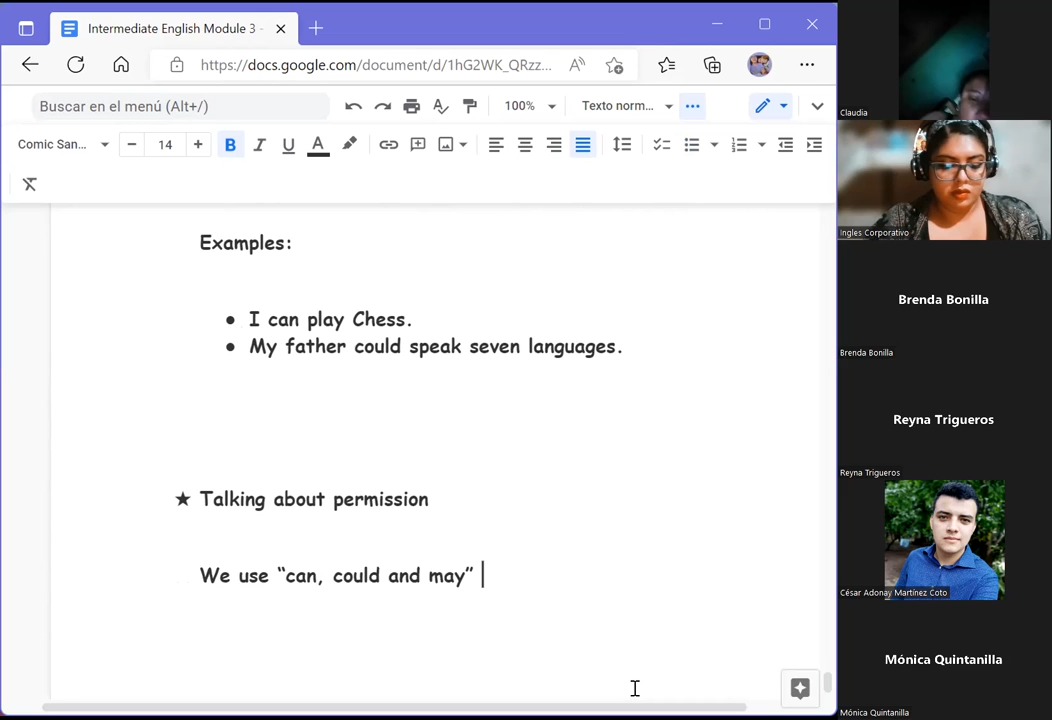 Intermediate English Module 3 -
https://docs.google.com/document/d/1hG2WK_QRzz...
Buscar en el menú (Alt+/)
100%
Texto norm...
Comic San...
14
B
I
U
A
Examples:
• I can play Chess.
• My father could speak seven languages.
★ Talking about permission
We use “can, could and may”
Claudia
Ingles Corporativo
Brenda Bonilla
Brenda Bonilla
Reyna Trigueros
Reyna Trigueros
César Adonay Martínez Coto
Mónica Quintanilla
Mónica Quintanilla